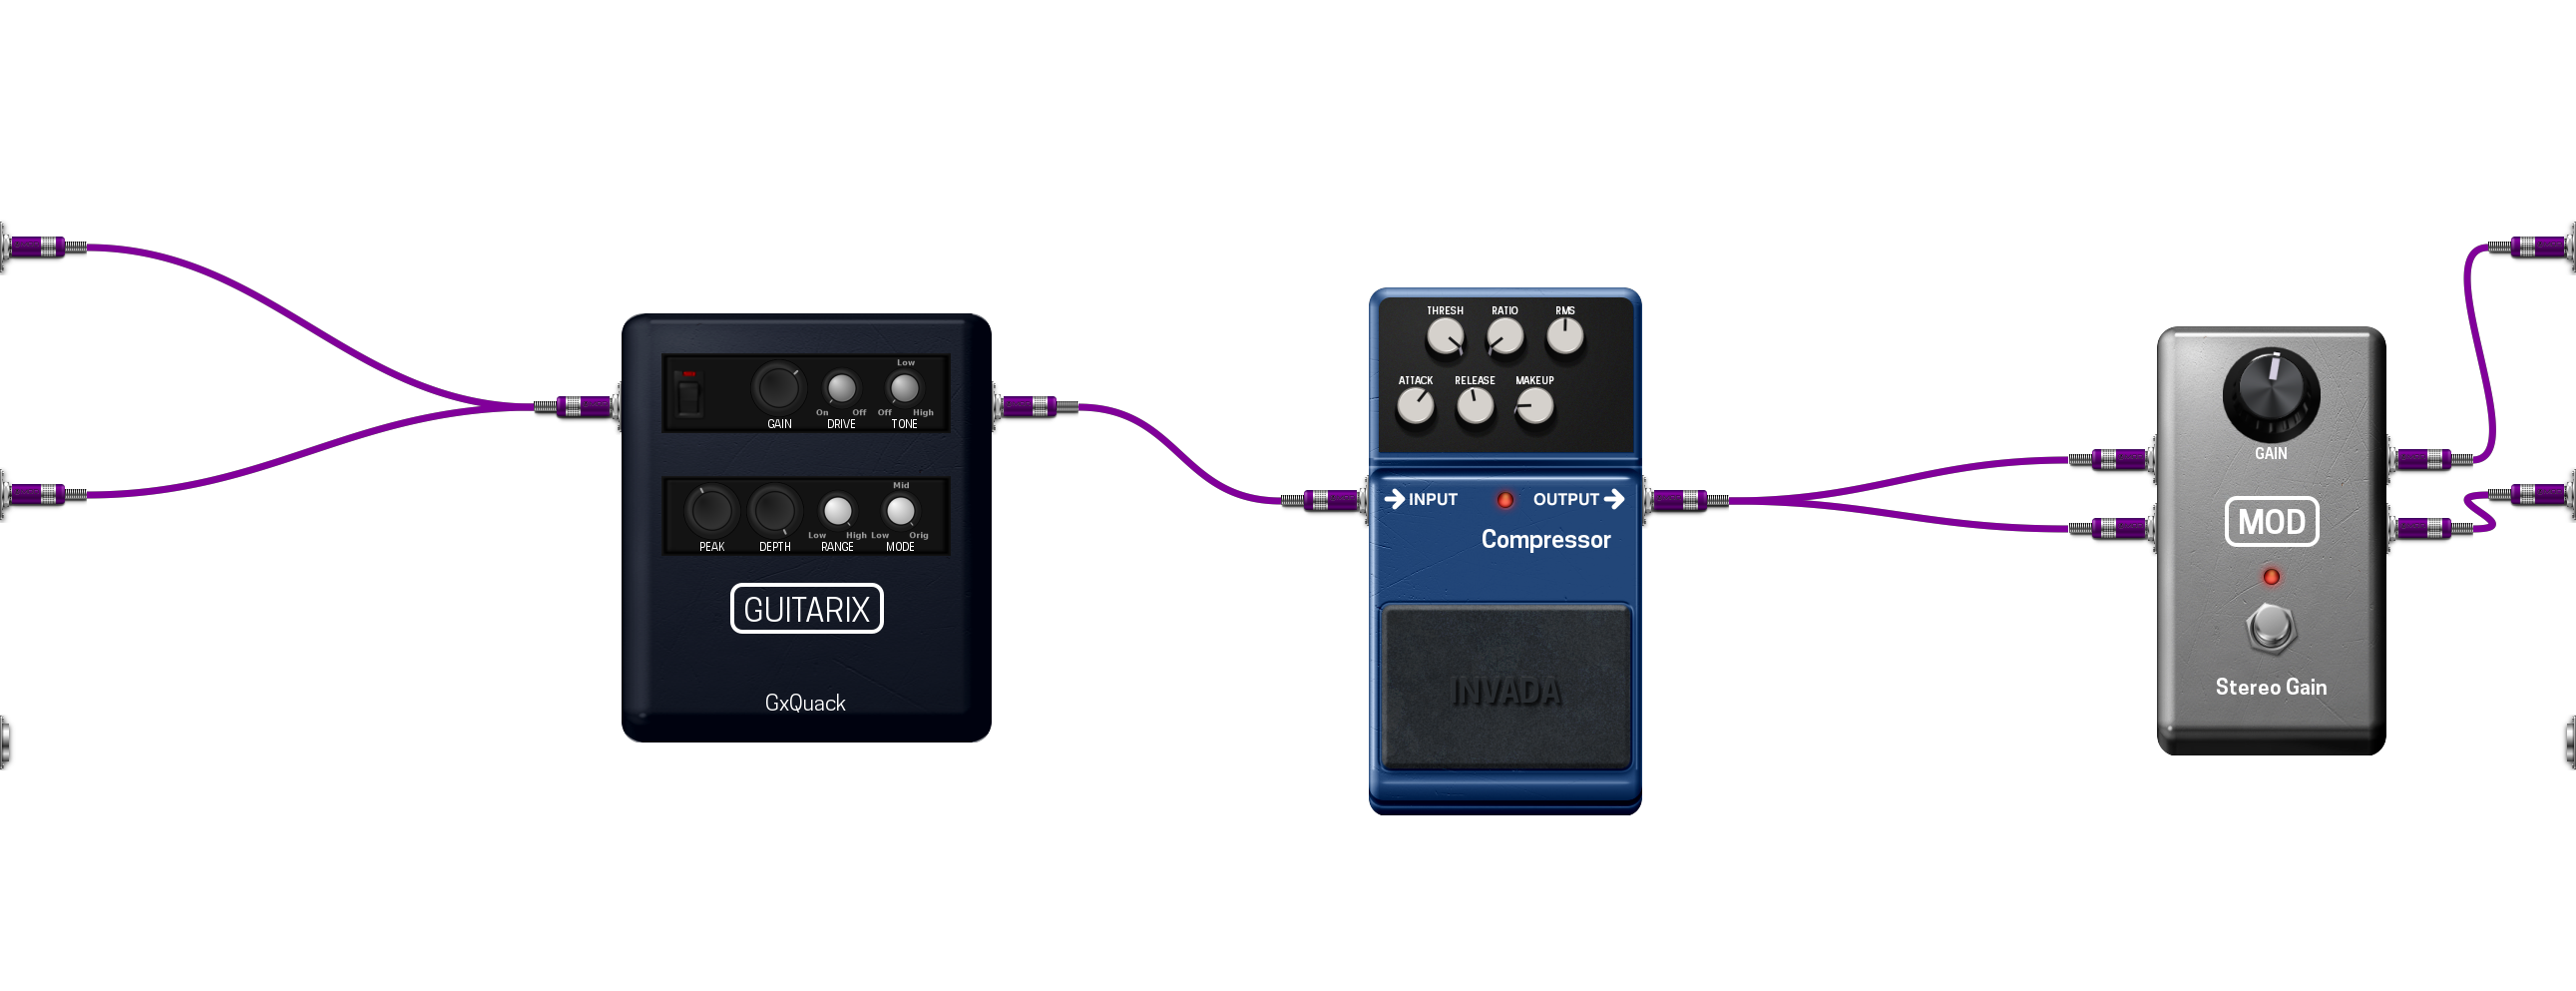 Low
On Off Off High
GAIN DRIVE TONE
Mid
Low High Low Orig
PEAK DEPTH RANGE MODE
GUITARIX
GxQuack
THRESH RATIO RMS
ATTACK RELEASE MAKEUP
INPUT OUTPUT
Compressor
INVADA
GAIN
MOD
Stereo Gain